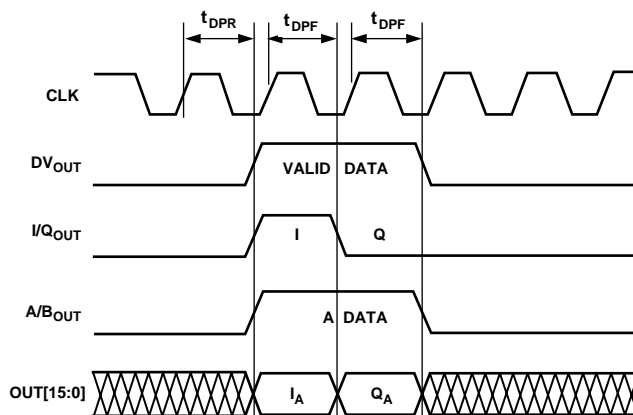 tDPR tDPF tDPF
CLK
DVOUT VALID DATA
I/QOUT I Q
A/BOUT A DATA
OUT[15:0] IA QA